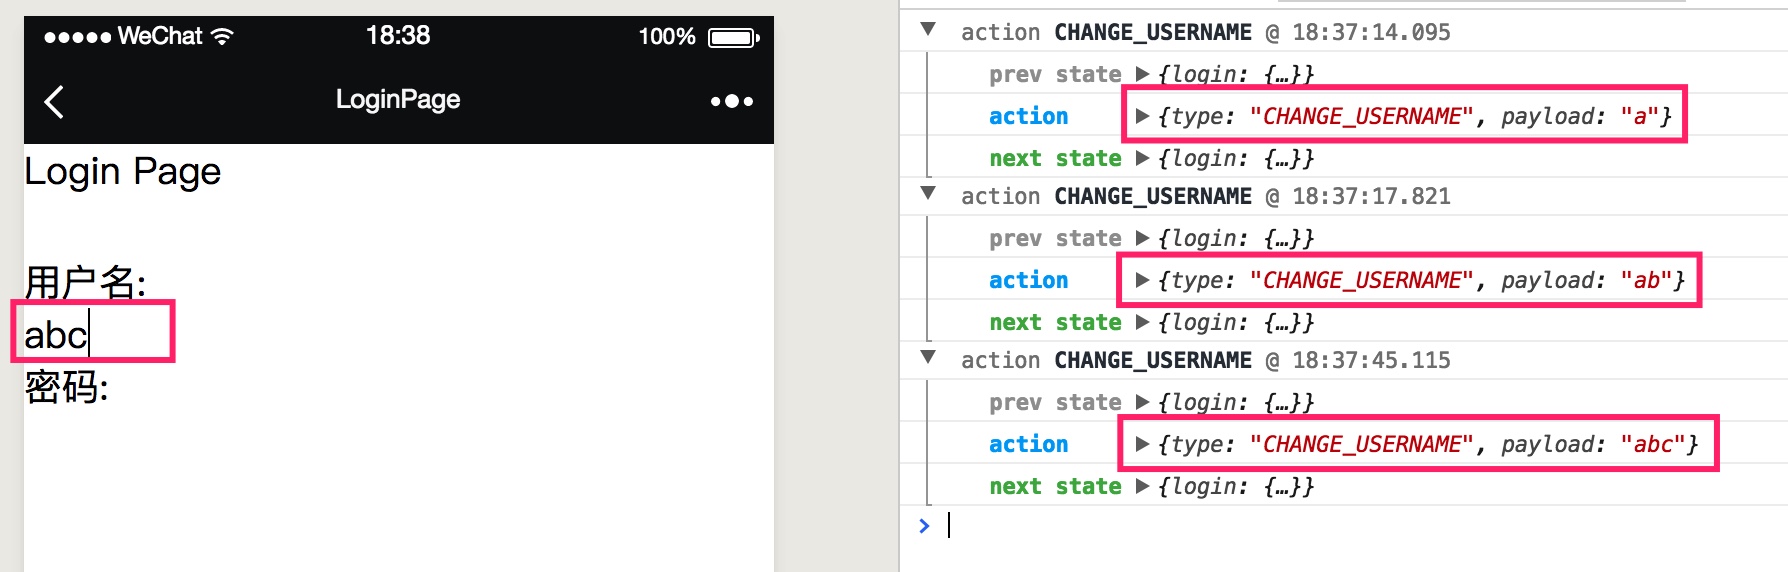 WeChat 18:38 100%
LoginPage
Login Page
用户名:
abc
密码:
action CHANGE_USERNAME @ 18:37:14.095
prev state ▶ {login: {…}}
action ▶ {type: "CHANGE_USERNAME", payload: "a"}
next state ▶ {login: {…}}
action CHANGE_USERNAME @ 18:37:17.821
prev state ▶ {login: {…}}
action ▶ {type: "CHANGE_USERNAME", payload: "ab"}
next state ▶ {login: {…}}
action CHANGE_USERNAME @ 18:37:45.115
prev state ▶ {login: {…}}
action ▶ {type: "CHANGE_USERNAME", payload: "abc"}
next state ▶ {login: {…}}